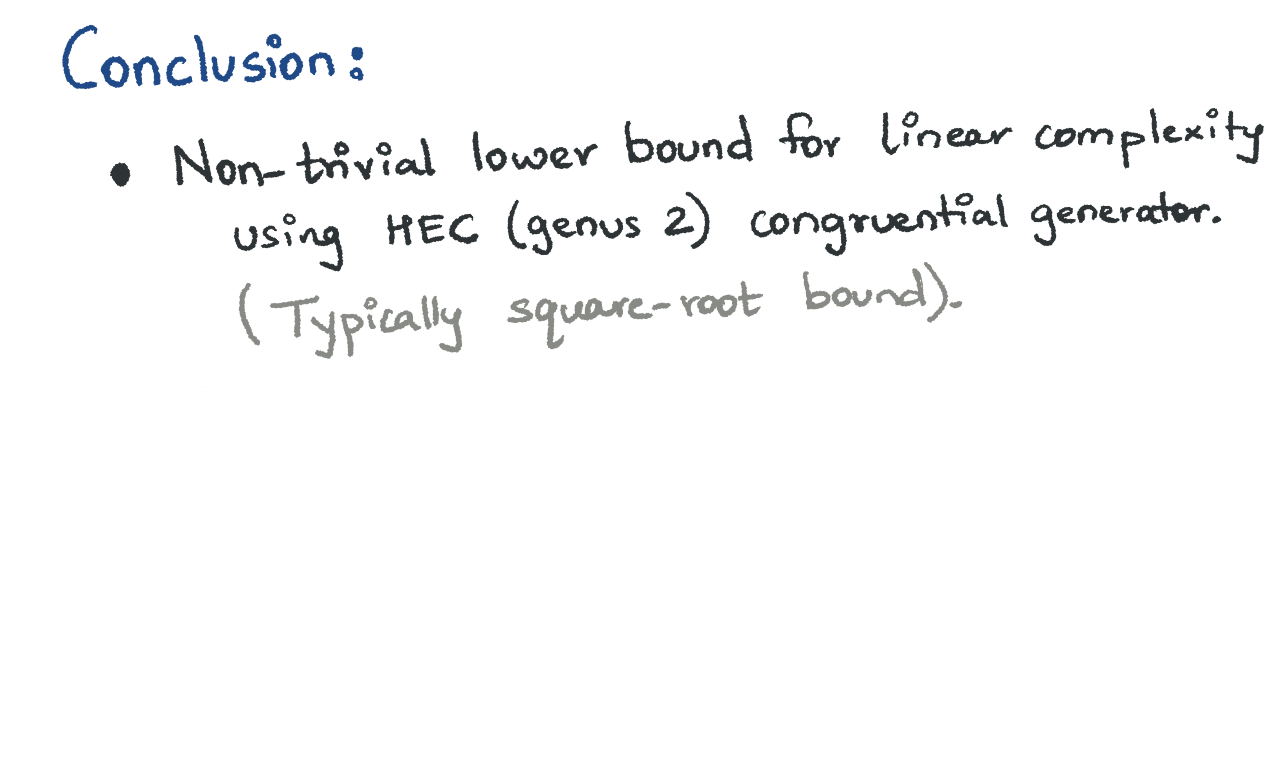 Conclusion:
• Non-trivial lower bound for linear complexity
using HEC (genus 2) congruential generator.
(Typically square-root bound).